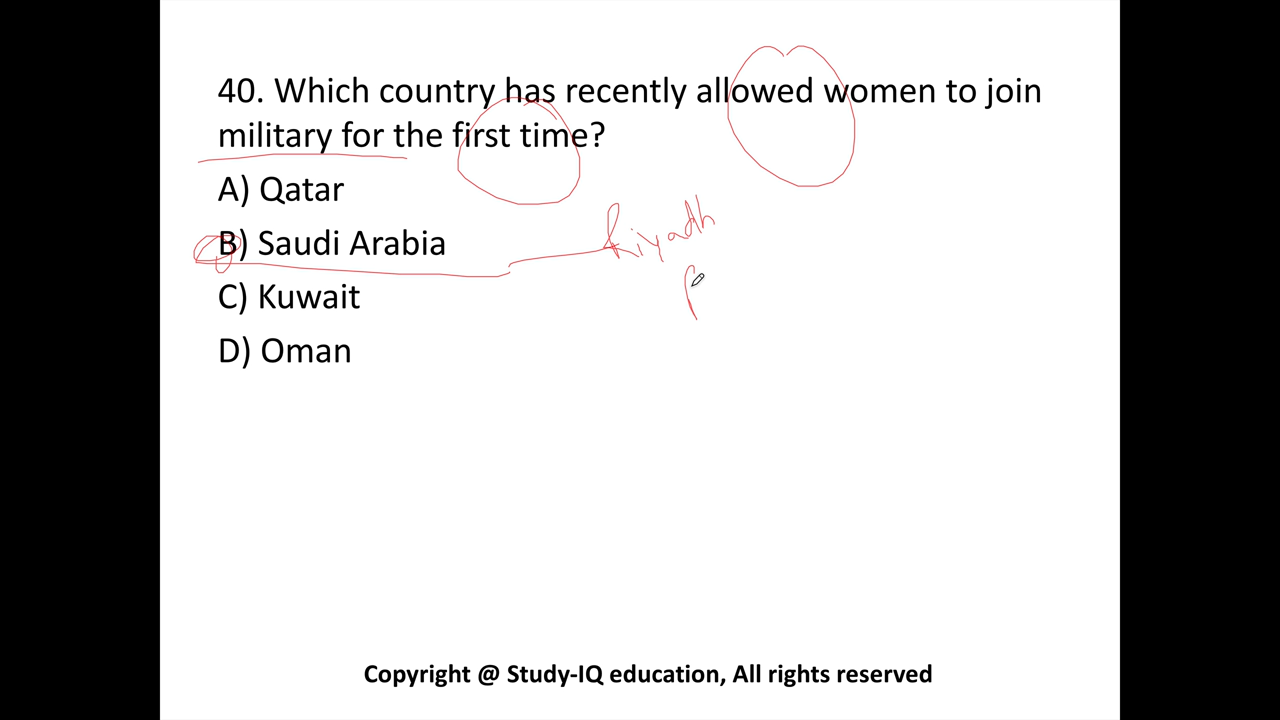 40. Which country has recently allowed women to join
military for the first time?
A) Qatar
B) Saudi Arabia
Riyadh
C) Kuwait
D) Oman
Copyright @ Study-IQ education, All rights reserved